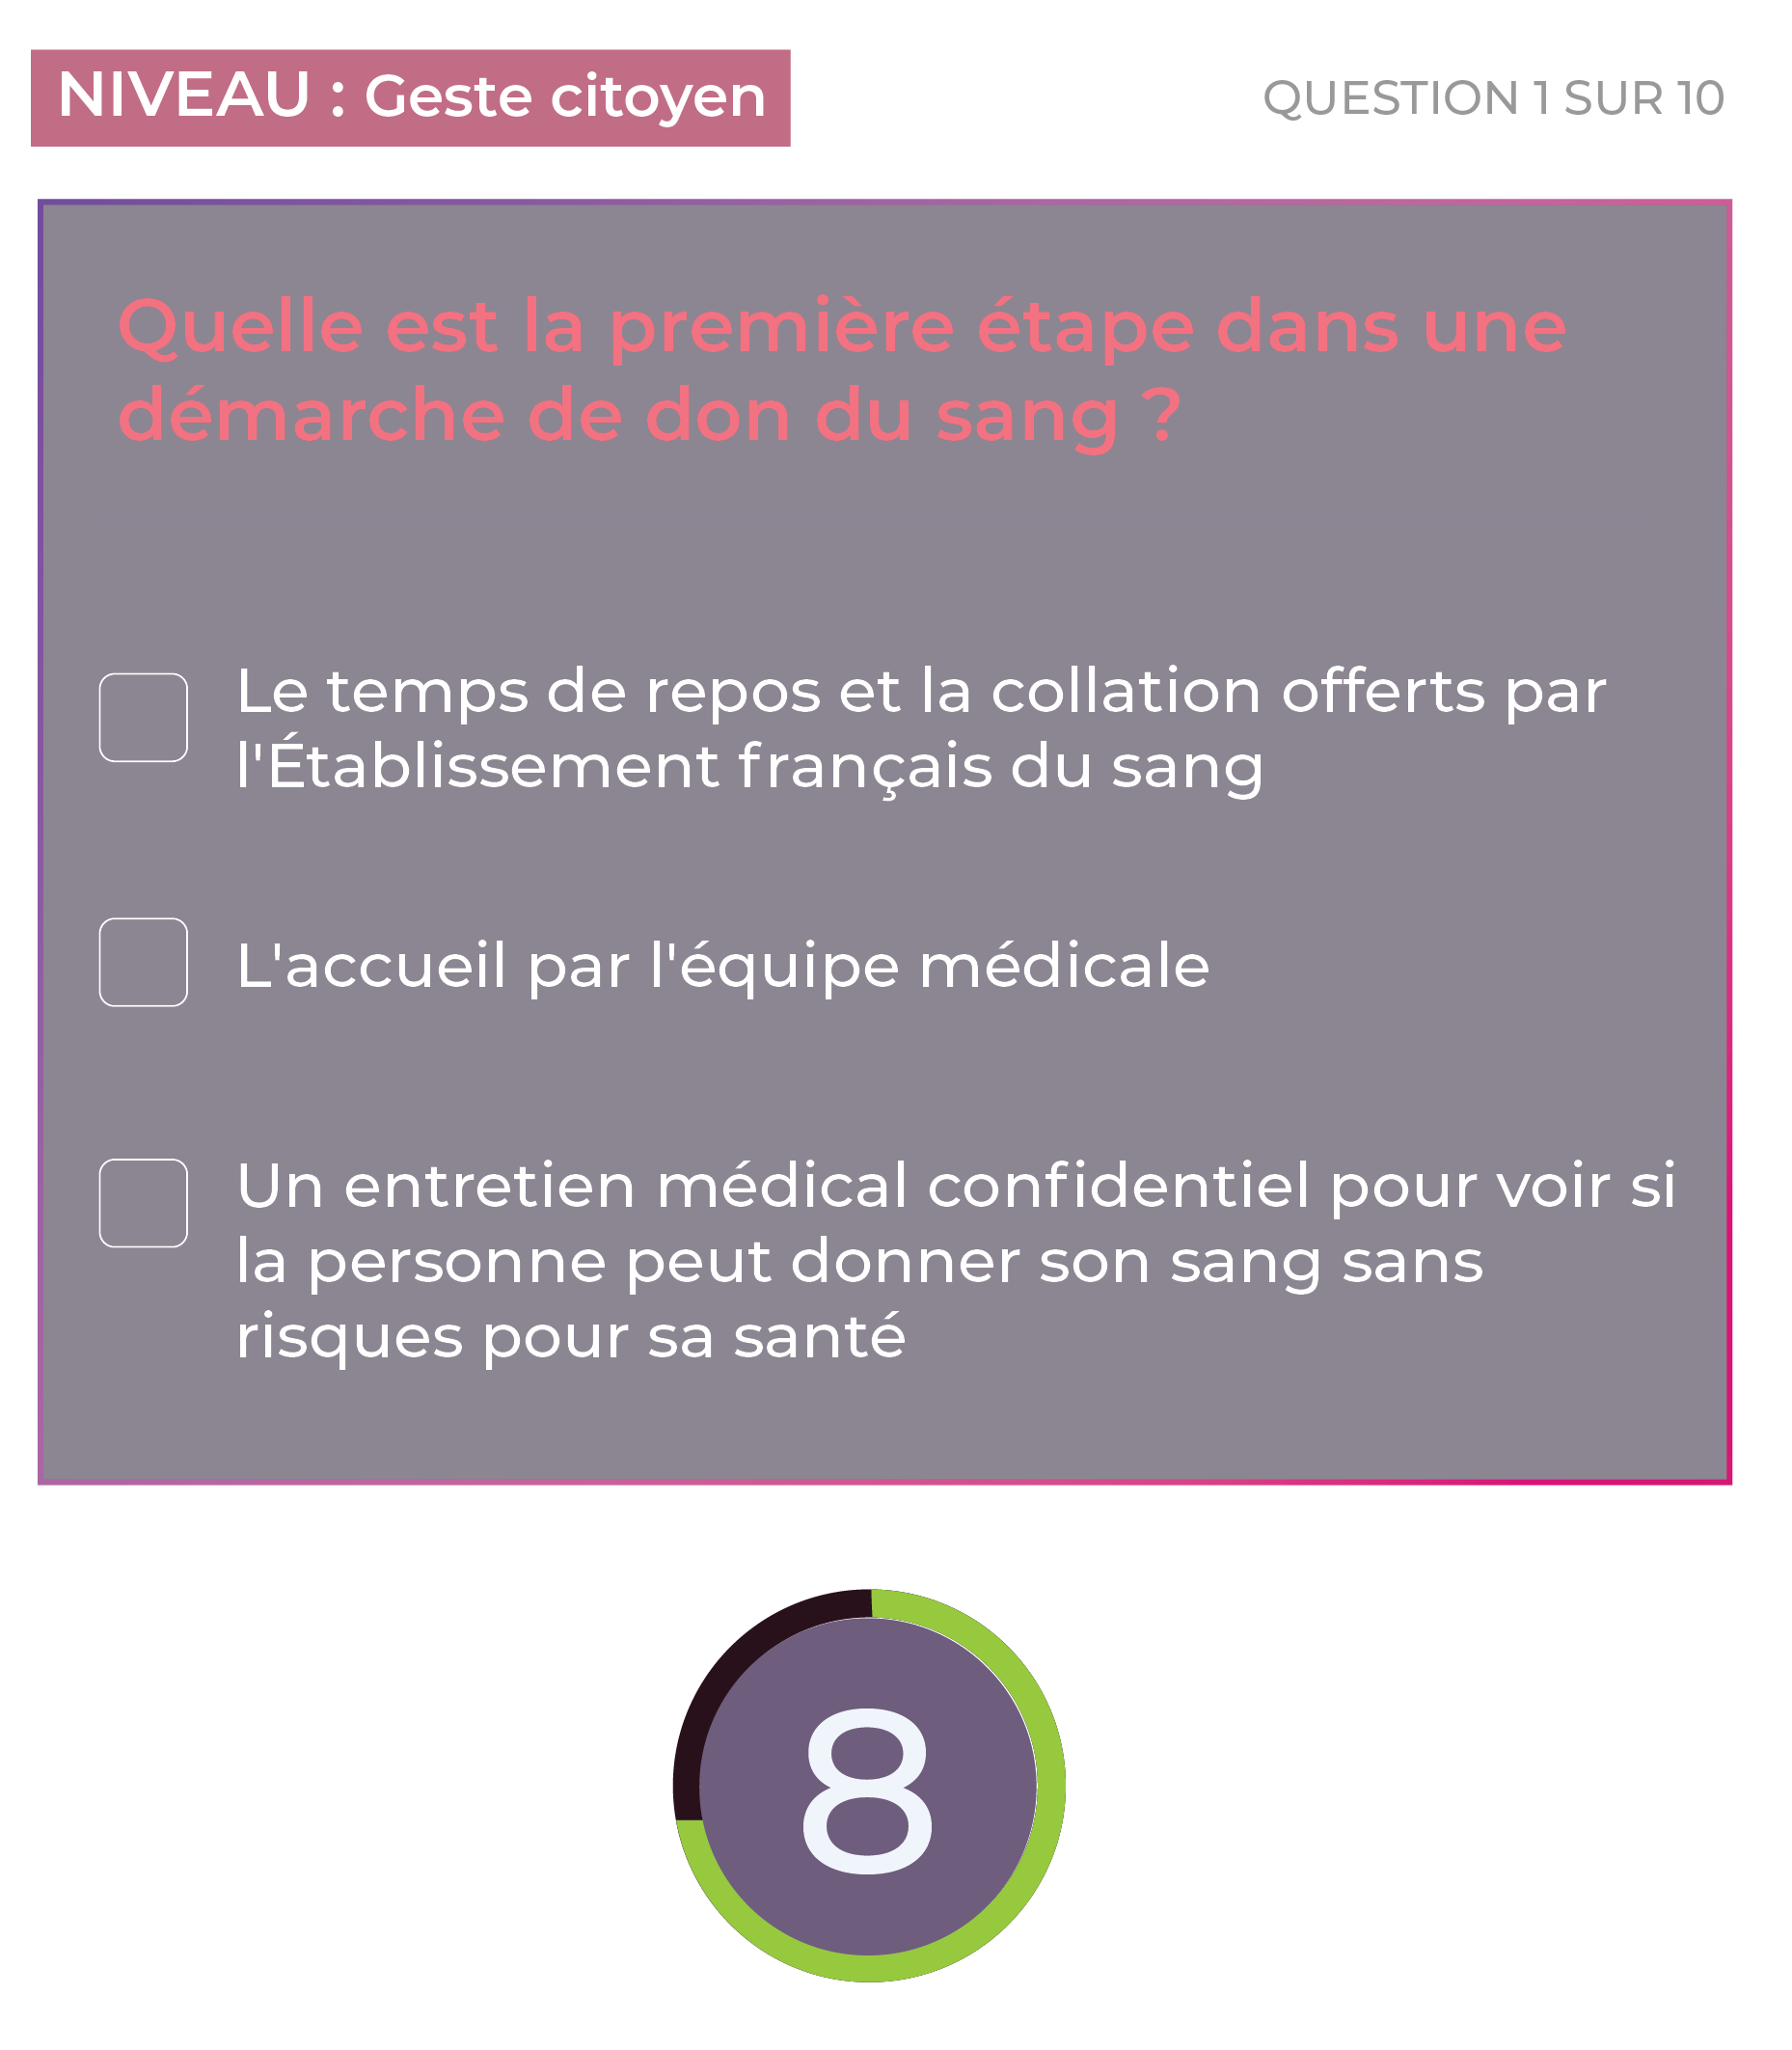 NIVEAU : Geste citoyen
QUESTION 1 SUR 10
Quelle est la première étape dans une
démarche de don du sang ?
Le temps de repos et la collation offerts par
l'Établissement français du sang
L'accueil par l'équipe médicale
Un entretien médical confidentiel pour voir si
la personne peut donner son sang sans
risques pour sa santé
8